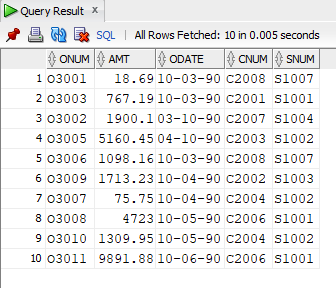 Query Result x
SQL | All Rows Fetched: 10 in 0.005 seconds
ONUM AMT ODATE CNUM SNUM
1 O3001 18.69 10-03-90 C2008 S1007
2 O3003 767.19 10-03-90 C2001 S1001
3 O3002 1900.1 03-10-90 C2007 S1004
4 O3005 5160.45 04-10-90 C2003 S1002
5 O3006 1098.16 10-03-90 C2008 S1007
6 O3009 1713.23 10-04-90 C2002 S1003
7 O3007 75.75 10-04-90 C2004 S1002
8 O3008 4723 10-05-90 C2006 S1001
9 O3010 1309.95 10-05-90 C2004 S1002
10 O3011 9891.88 10-06-90 C2006 S1001